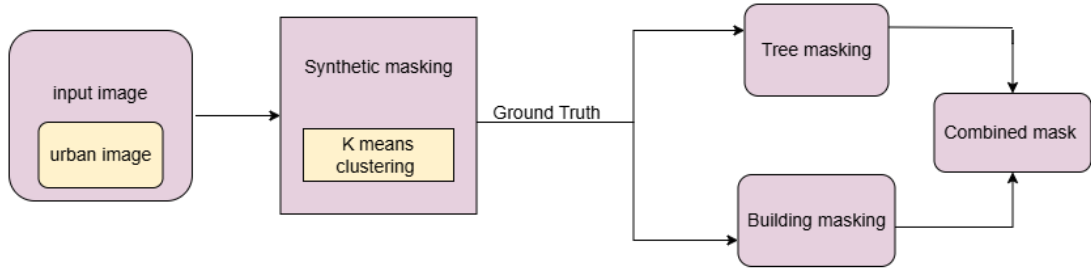 input image
urban image
Synthetic masking
K means
clustering
Ground Truth
Tree masking
Building masking
Combined mask